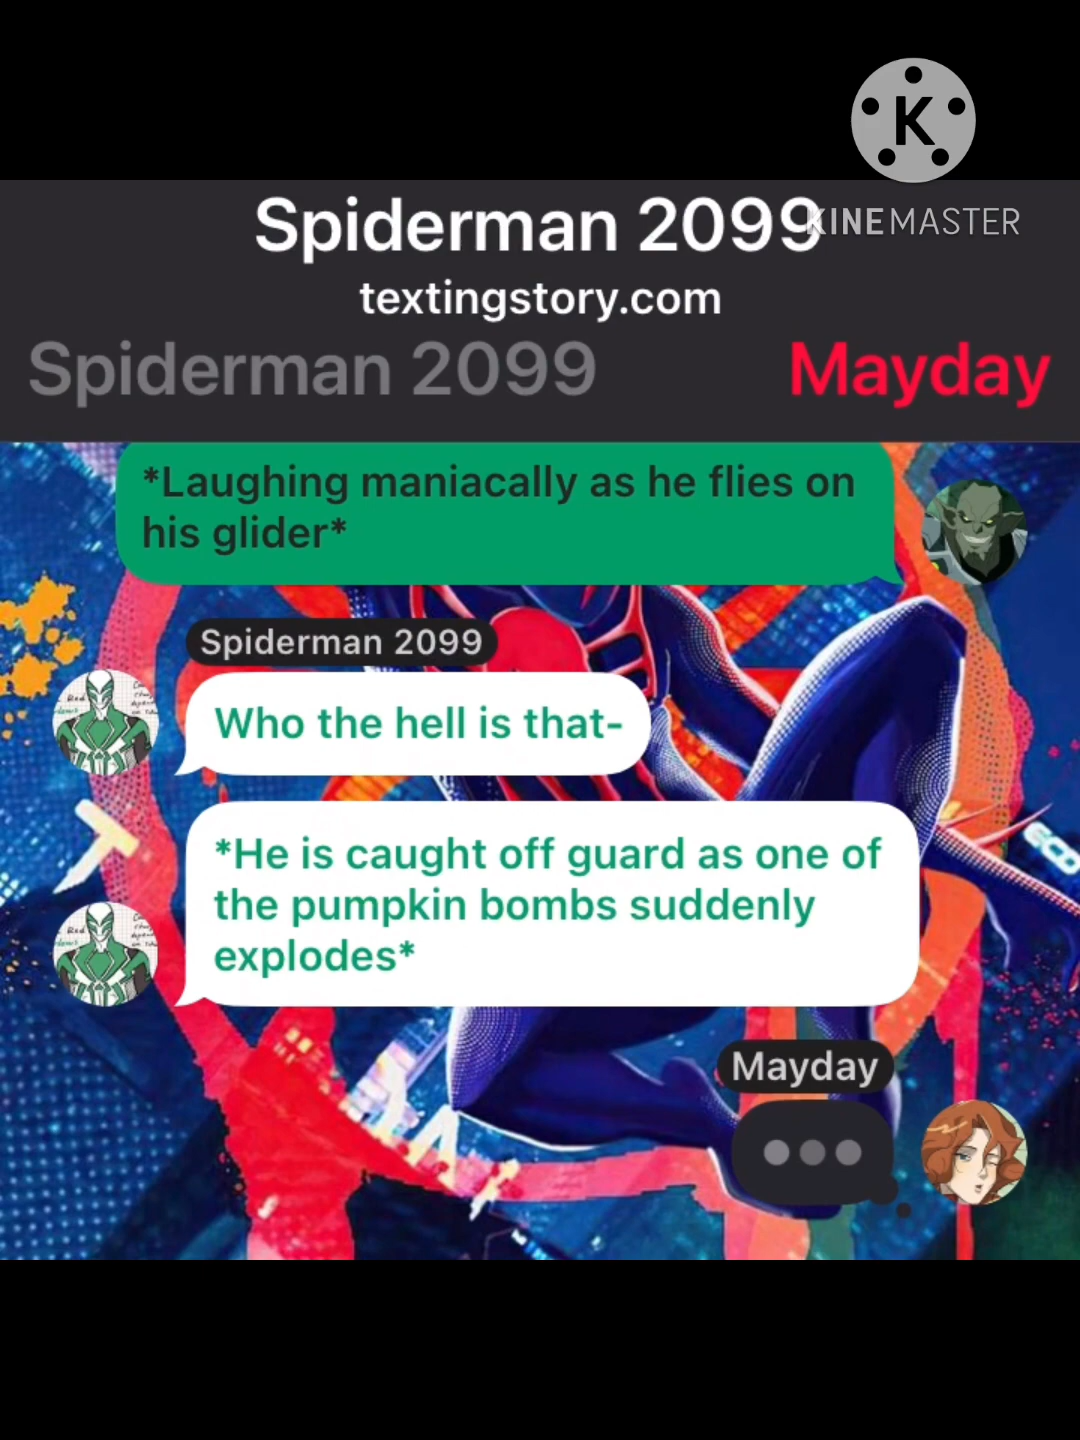 K
KINEMASTER
Spiderman 2099
textingstory.com
Spiderman 2099 Mayday
*Laughing maniacally as he flies on
his glider*
Spiderman 2099
Who the hell is that-
*He is caught off guard as one of
the pumpkin bombs suddenly
explodes*
Mayday